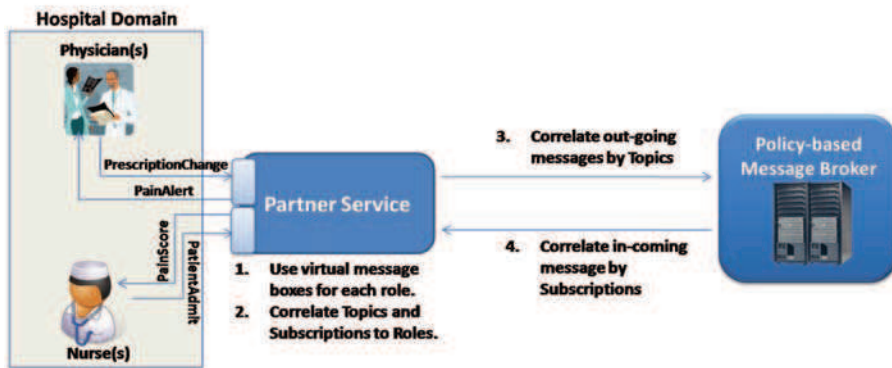 Hospital Domain
Physician(s)
PrescriptionChange
PainAlert
PainScore
PatientAdmit
Nurse(s)
Partner Service
1. Use virtual message
boxes for each role.
2. Correlate Topics and
Subscriptions to Roles.
3. Correlate out-going
messages by Topics
4. Correlate in-coming
message by
Subscriptions
Policy-based
Message Broker